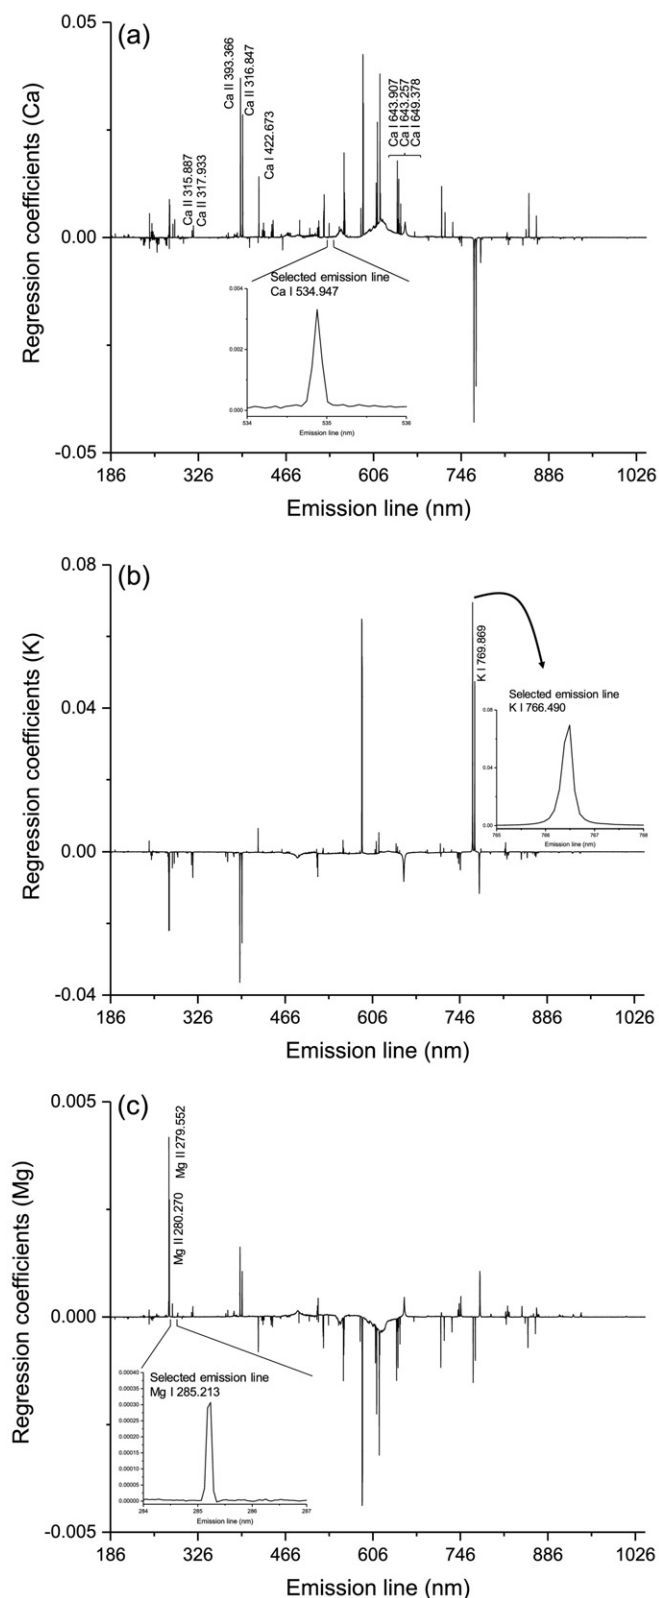 (a)
0.05
0.00
-0.05
Regression coefficients (Ca)
Ca II 315.887
Ca II 317.933
Ca II 393.366
Ca II 316.847
Ca I 422.673
Ca I 643.907
Ca I 643.257
Ca I 649.378
Selected emission line
Ca I 534.947
0.004
0.002
0.000
534
535
536
Emission line (nm)
186
326
466
606
746
886
1026
Emission line (nm)
(b)
0.08
0.04
0.00
-0.04
Regression coefficients (K)
K I 769.869
Selected emission line
K I 766.490
0.08
0.04
0.00
765
766
767
768
Emission line (nm)
186
326
466
606
746
886
1026
Emission line (nm)
(c)
0.005
0.000
-0.005
Regression coefficients (Mg)
Mg II 280.270
Mg II 279.552
Selected emission line
Mg I 285.213
0.00040
0.00035
0.00030
0.00025
0.00020
0.00015
0.00010
0.00005
0.00000
284
285
286
287
Emission line (nm)
186
326
466
606
746
886
1026
Emission line (nm)